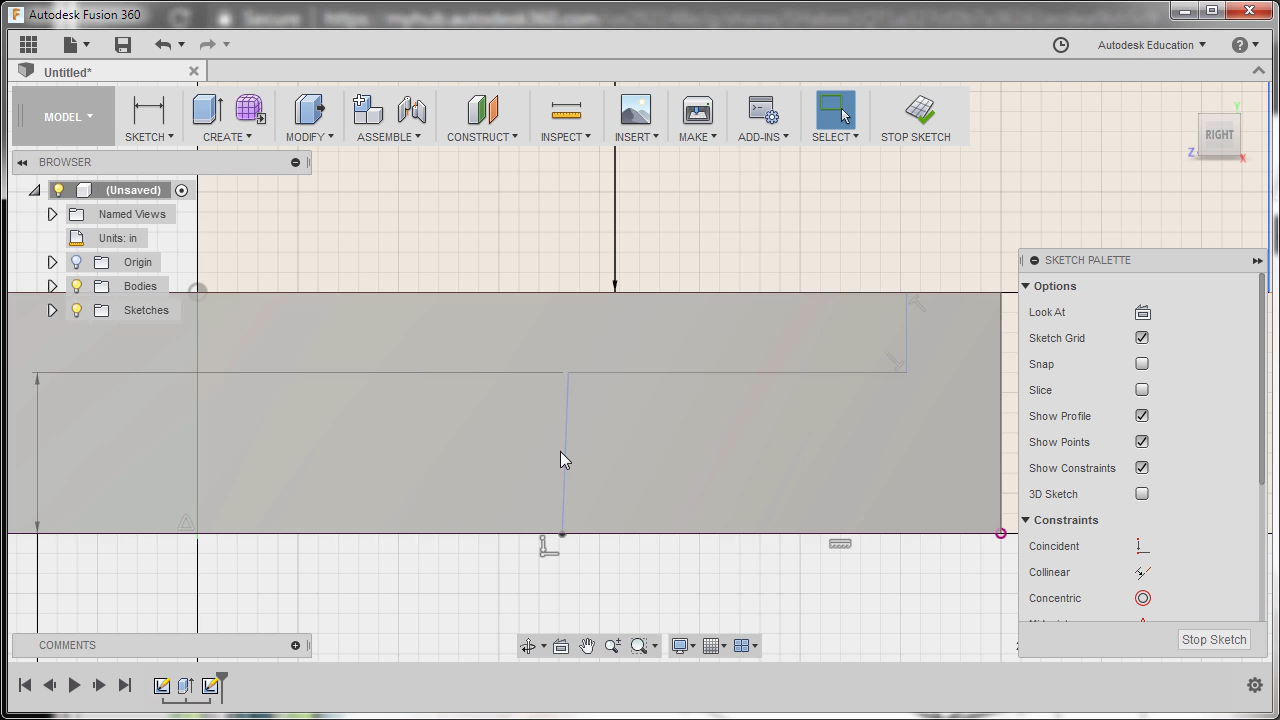 Autodesk Fusion 360
Autodesk Education
Untitled*
MODEL
SKETCH
CREATE
MODIFY
ASSEMBLE
CONSTRUCT
INSPECT
INSERT
MAKE
ADD-INS
SELECT
STOP SKETCH
RIGHT
Y
Z
X
BROWSER
(Unsaved)
Named Views
Units: in
Origin
Bodies
Sketches
SKETCH PALETTE
Options
Look At
Sketch Grid
Snap
Slice
Show Profile
Show Points
Show Constraints
3D Sketch
Constraints
Coincident
Collinear
Concentric
Stop Sketch
COMMENTS